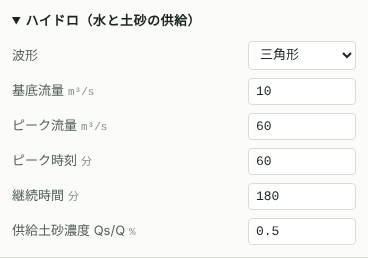 ▼ ハイドロ（水と土砂の供給）
波形 三角形
基底流量 m³/s 10
ピーク流量 m³/s 60
ピーク時刻 分 60
継続時間 分 180
供給土砂濃度 Qs/Q % 0.5